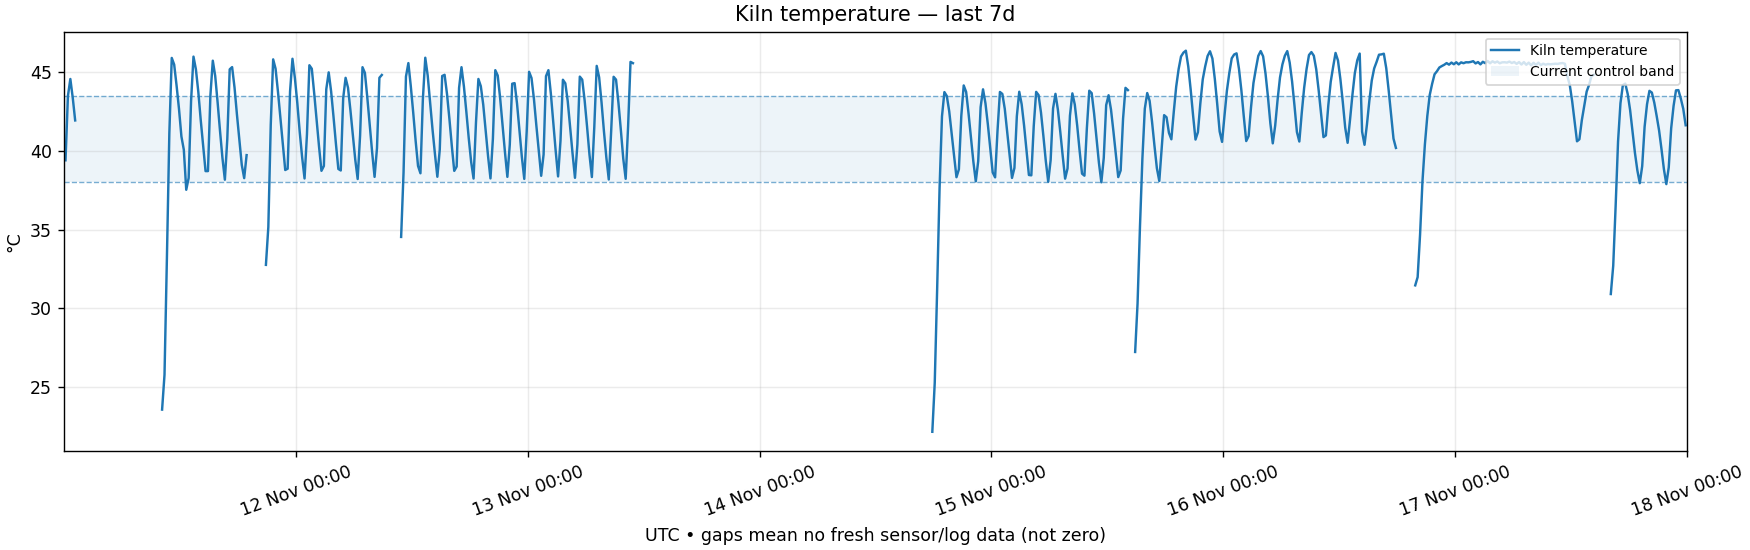 Kiln temperature — last 7d
Kiln temperature
Current control band
°C
45
40
35
30
25
12 Nov 00:00
13 Nov 00:00
14 Nov 00:00
15 Nov 00:00
16 Nov 00:00
17 Nov 00:00
18 Nov 00:00
UTC • gaps mean no fresh sensor/log data (not zero)